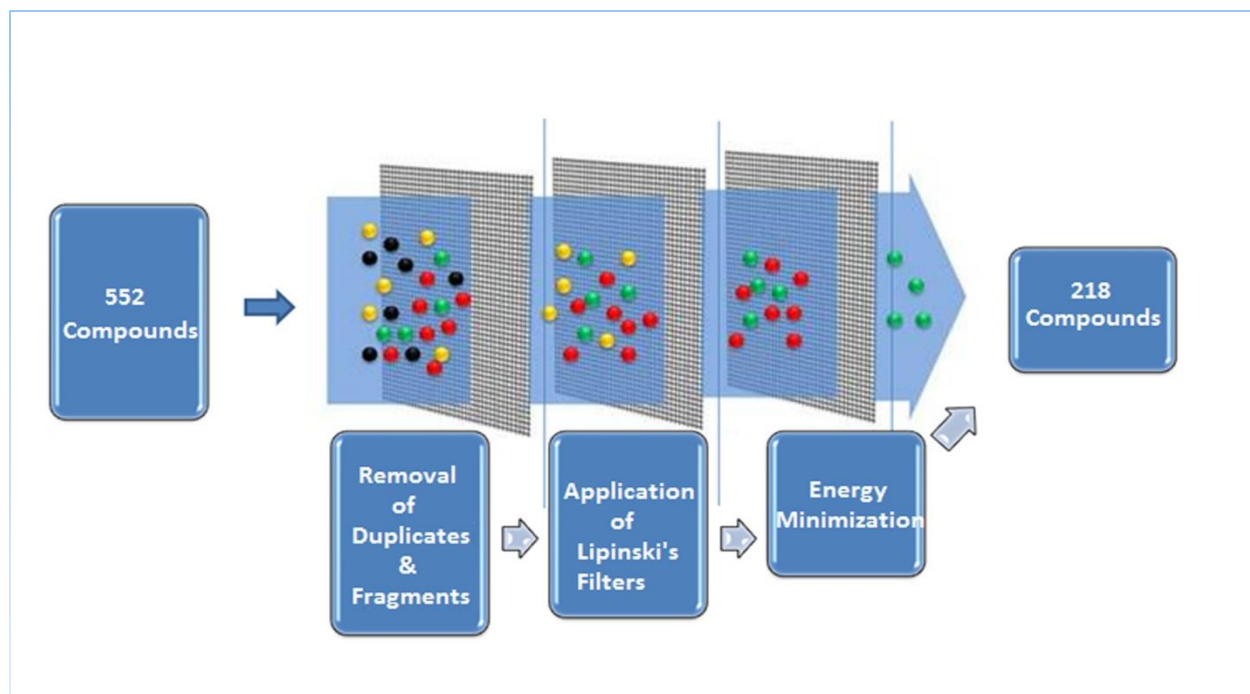 552
Compounds
218
Compounds
Removal
of
Duplicates
&
Fragments
Application
of
Lipinski's
Filters
Energy
Minimization